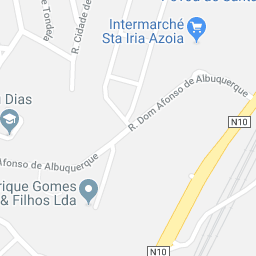 Intermarché
Sta Iria Azoia
R. Cidade de
Tondela
Dias
R. Dom Afonso de Albuquerque
N10
Afonso de Albuquerque
rique Gomes
& Filhos Lda
N10
N10